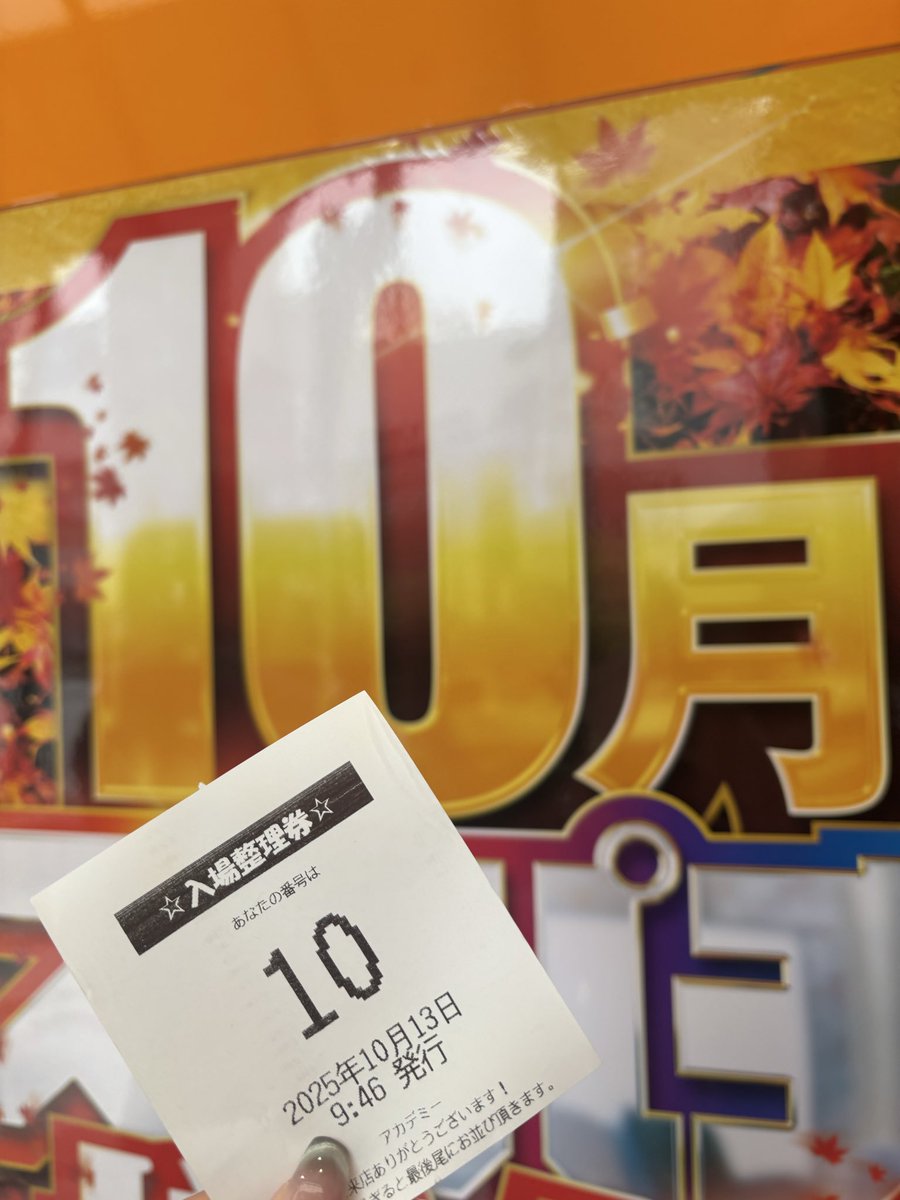 10月
☆入場整理券☆
あなたの番号は
10
2025年10月13日
9:46 発行
アカデミー
来店ありがとうございます!
ぎると最後尾にお並び頂きます。